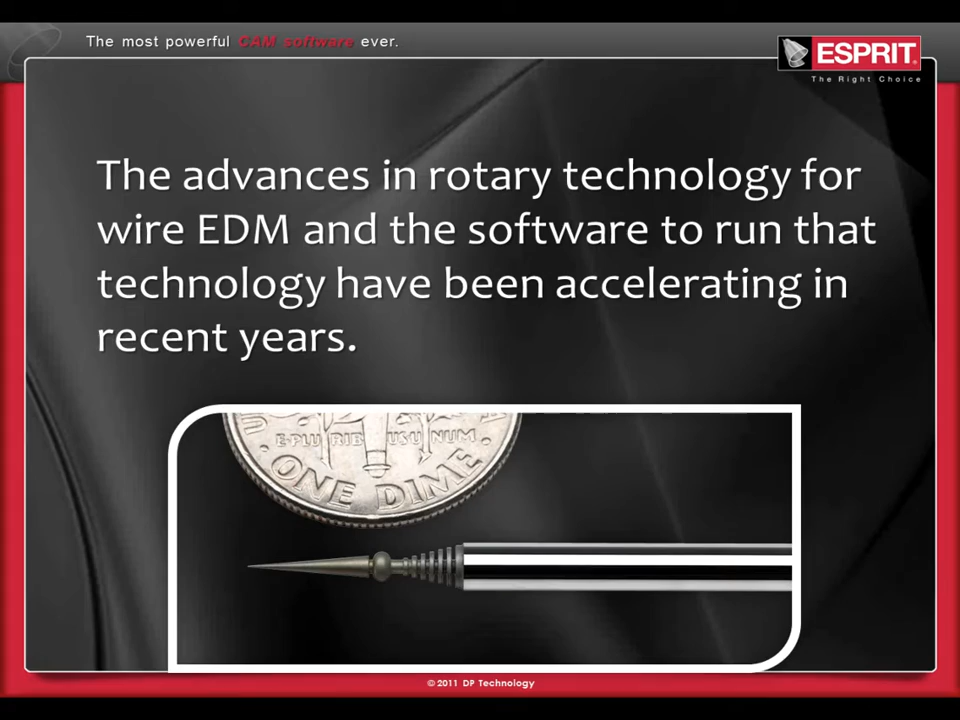 The most powerful CAM software ever.
ESPRIT®
The Right Choice
The advances in rotary technology for
wire EDM and the software to run that
technology have been accelerating in
recent years.
E·PLURIBUS UNUM
ONE DIME
© 2011 DP Technology